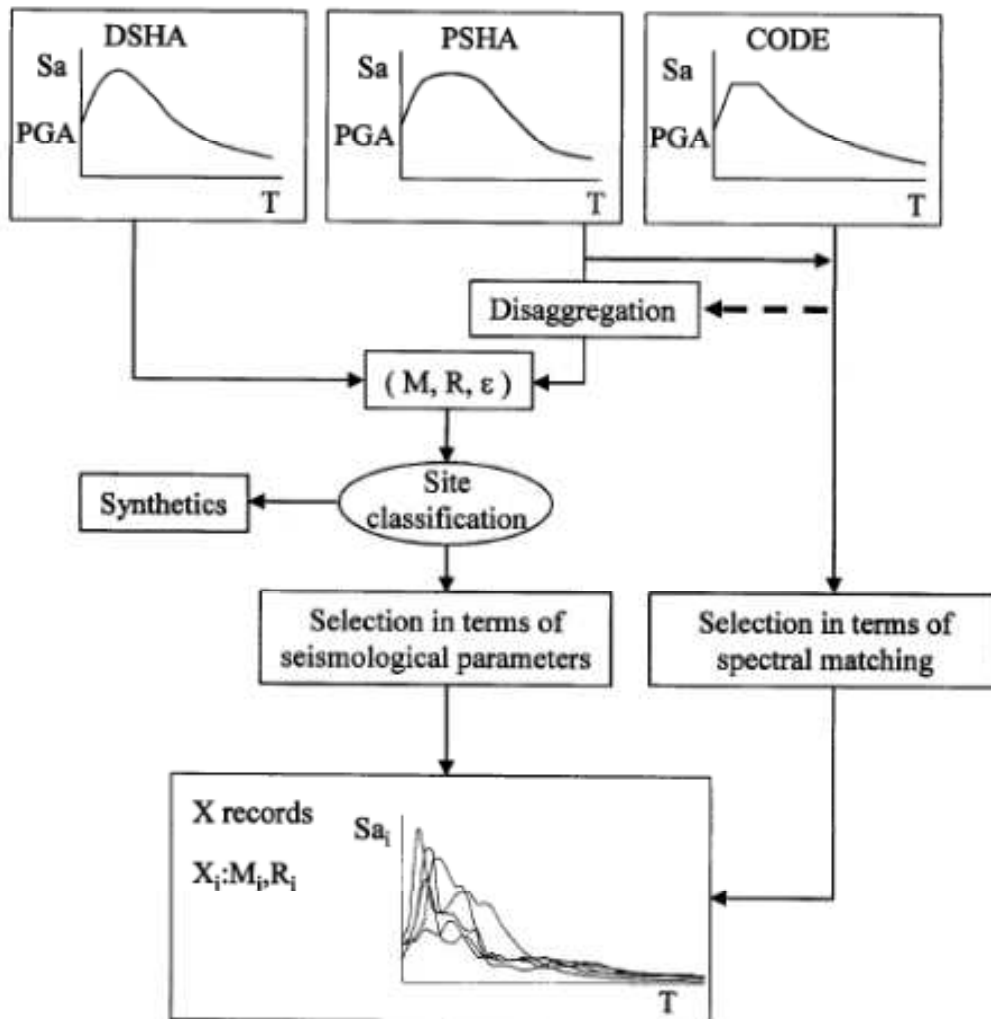 DSHA
Sa
PGA
T
PSHA
Sa
PGA
T
CODE
Sa
PGA
T
Disaggregation
( M, R, ε )
Site
classification
Synthetics
Selection in terms of
seismological parameters
Selection in terms of
spectral matching
X records
Xi:Mi,Ri
Sai
T